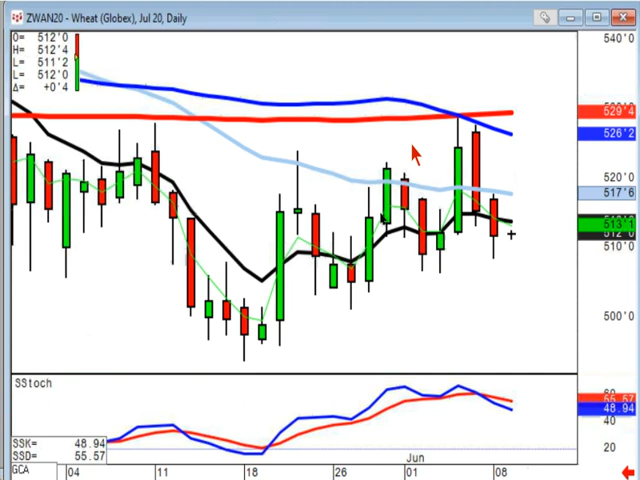 ZWAN20 - Wheat (Globex), Jul 20, Daily
O= 512'0
H= 512'4
L= 511'2
L= 512'0
Δ= +0'4
540'0
529'4
526'2
520'0
517'6
513'1
512'0
510'0
500'0
SStoch
60
55.57
48.94
40
20
SSK= 48.94
SSD= 55.57
GCA
04
11
18
26
Jun
01
08